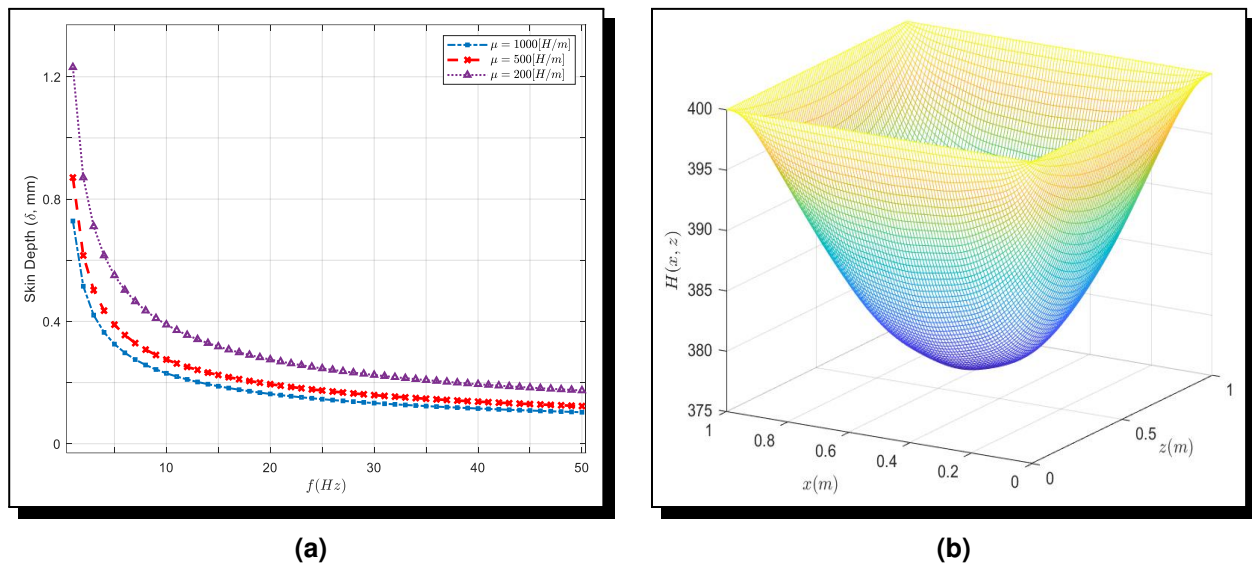 μ = 1000[H/m]
μ = 500[H/m]
μ = 200[H/m]
1.2
0.8
0.4
0
Skin Depth (δ, mm)
10 20 30 40 50
f(Hz)
(a)
400
395
390
385
380
375
H(x, z)
1 0.8 0.6 0.4 0.2 0
x(m)
0 0.5 1
z(m)
(b)